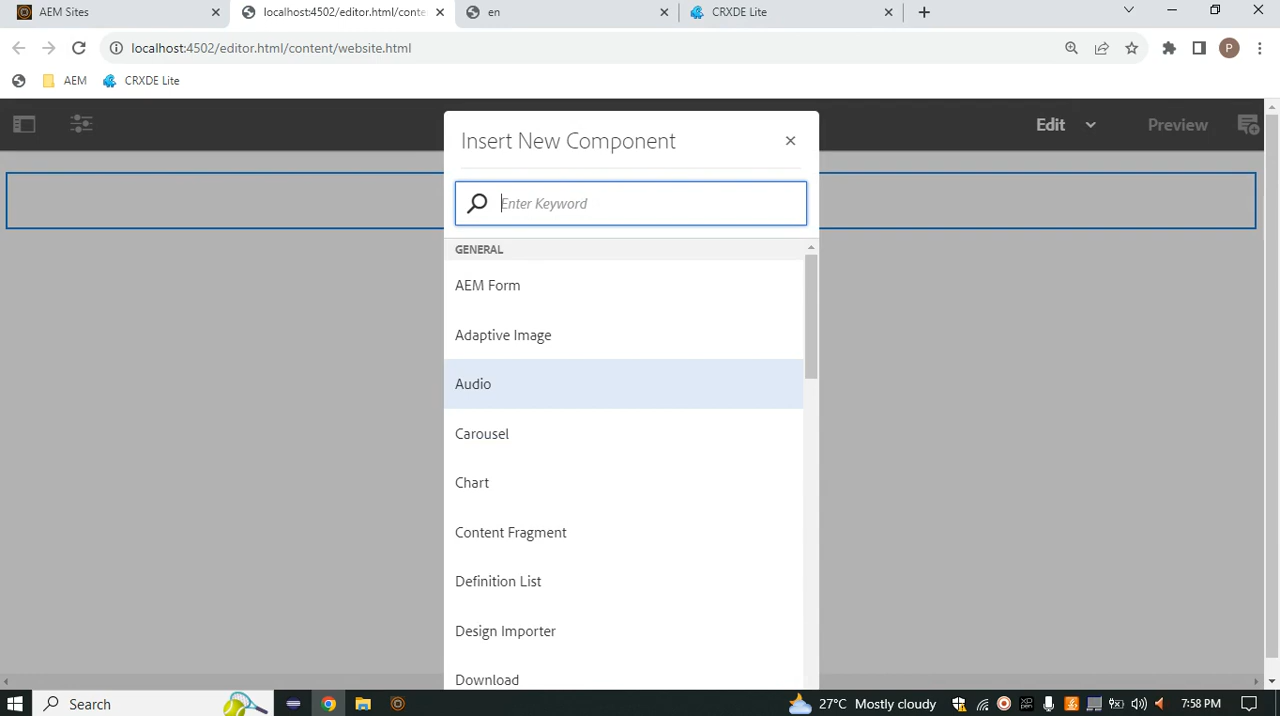 AEM Sites
localhost:4502/editor.html/conte
en
CRXDE Lite
localhost:4502/editor.html/content/website.html
P
AEM
CRXDE Lite
Edit
Preview
Insert New Component
Enter Keyword
GENERAL
AEM Form
Adaptive Image
Audio
Carousel
Chart
Content Fragment
Definition List
Design Importer
Download
Search
27°C Mostly cloudy
7:58 PM